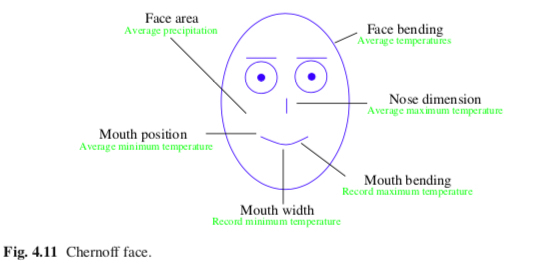 Face area
Average precipitation
Face bending
Average temperatures
Nose dimension
Average maximum temperature
Mouth position
Average minimum temperature
Mouth bending
Record maximum temperature
Mouth width
Record minimum temperature
Fig. 4.11 Chernoff face.